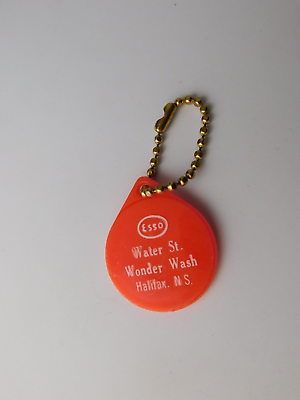 Esso
Water St.
Wonder Wash
Halifax, N.S.